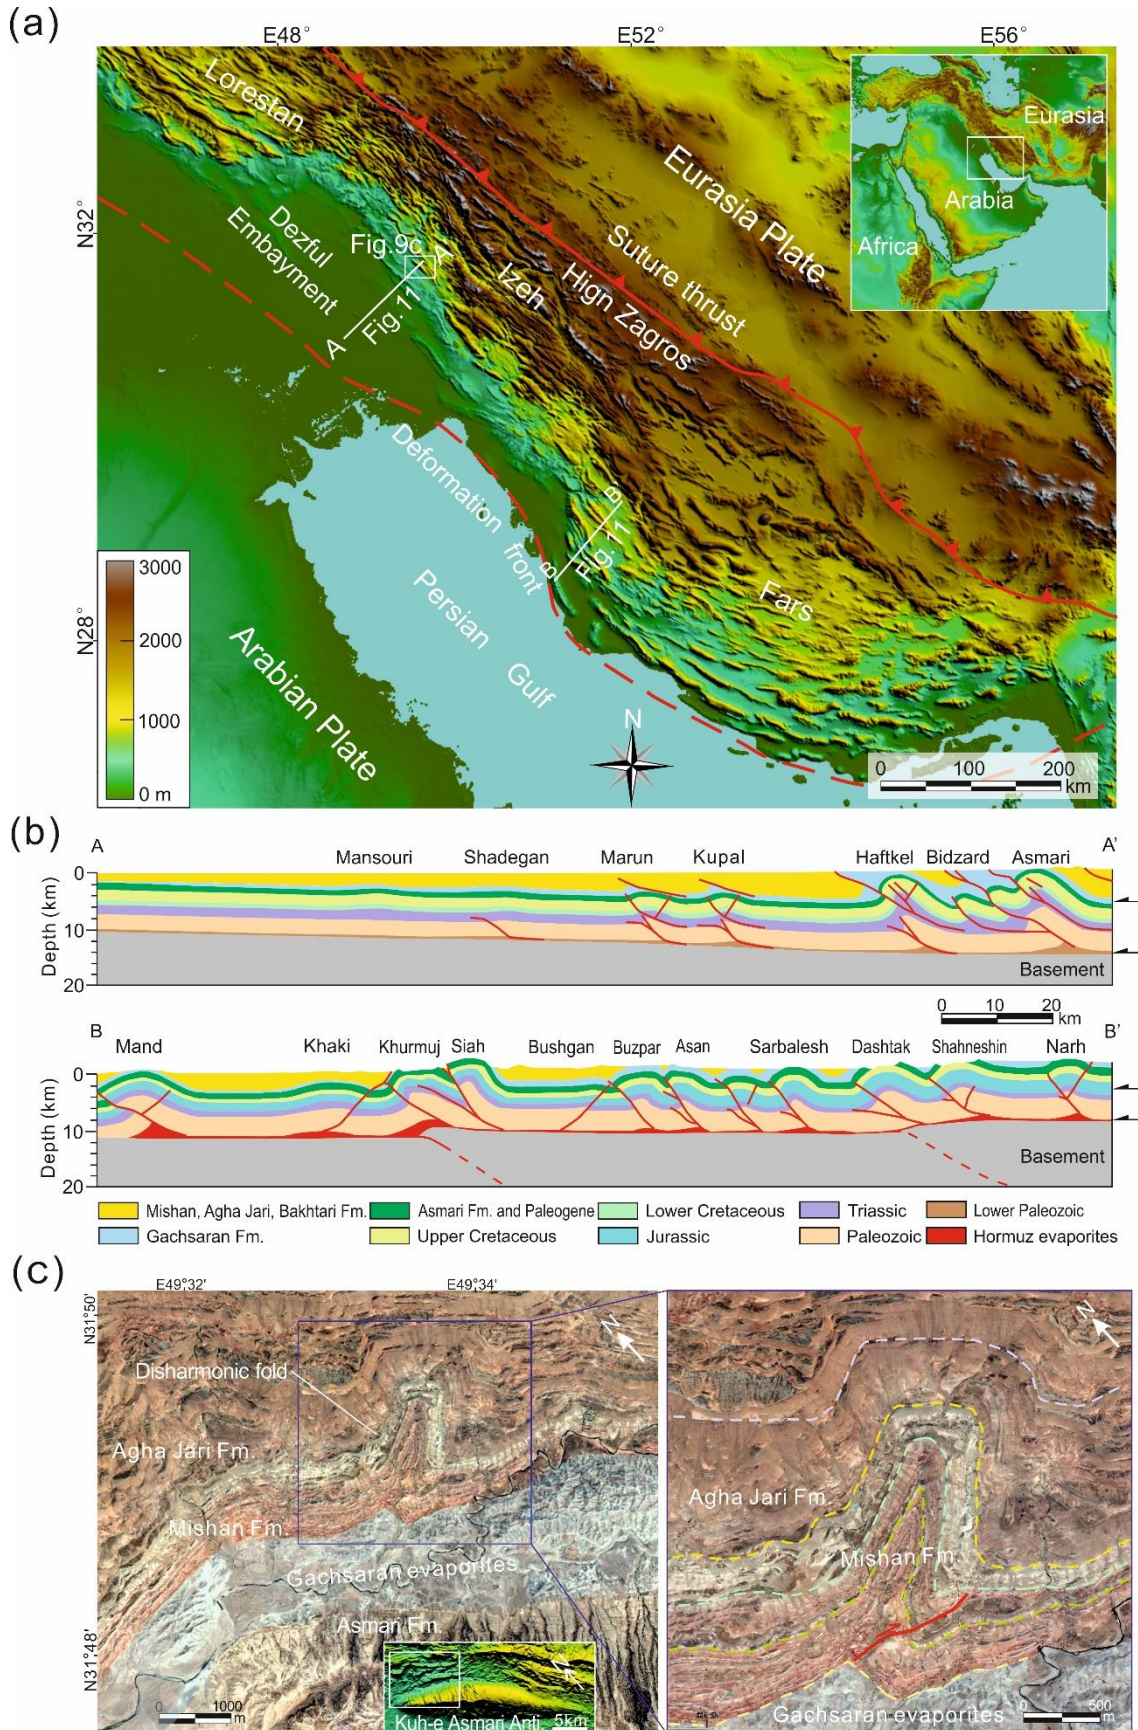 (a)
E48°
E52°
E56°
N32°
N28°
Lorestan
Eurasia
Arabia
Africa
Eurasia Plate
Suture thrust
Hign Zagros
Izeh
Dezful
Embayment
Fig.9c
A'
Fig.11
A
Deformation front
B'
Fig. 11
B
Fars
Persian Gulf
Arabian Plate
N
3000
2000
1000
0 m
0 100 200
km
(b)
A
A'
Mansouri Shadegan Marun Kupal Haftkel Bidzard Asmari
Depth (km)
0
10
20
Basement
0 10 20
km
B
B'
Mand Khaki Khurmuj Siah Bushgan Buzpar Asan Sarbalesh Dashtak Shahneshin Narh
Depth (km)
0
10
20
Basement
Mishan, Agha Jari, Bakhtari Fm. Asmari Fm. and Paleogene Lower Cretaceous Triassic Lower Paleozoic
Gachsaran Fm. Upper Cretaceous Jurassic Paleozoic Hormuz evaporites
(c)
E49°32' E49°34'
N31°50'
N31°48'
N
Disharmonic fold
Agha Jari Fm.
Mishan Fm.
Gachsaran evaporites
Asmari Fm.
0 1000
m
N
Kuh-e Asmari Anti. 5km
N
Agha Jari Fm.
Mishan Fm.
Gachsaran evaporites
0 500
m